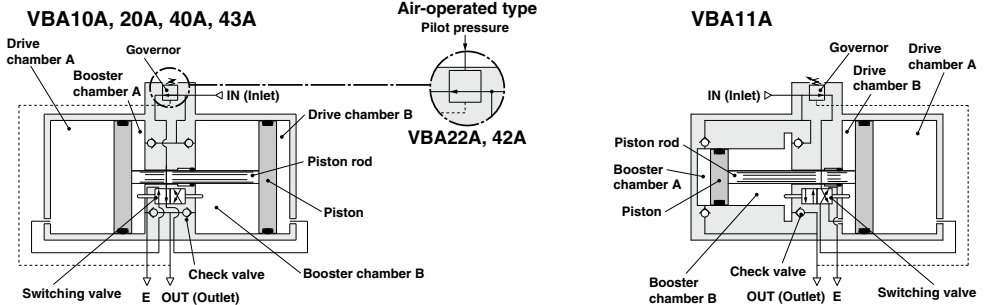 VBA10A, 20A, 40A, 43A
Drive
chamber A
Booster
chamber A
Governor
IN (Inlet)
Drive chamber B
Piston rod
Piston
Booster chamber B
Check valve
Switching valve
E
OUT (Outlet)
Air-operated type
Pilot pressure
VBA22A, 42A
VBA11A
Governor
Drive
chamber B
Drive
chamber A
IN (Inlet)
Piston rod
Booster
chamber A
Piston
Booster
chamber B
Check valve
OUT (Outlet)
E
Switching valve